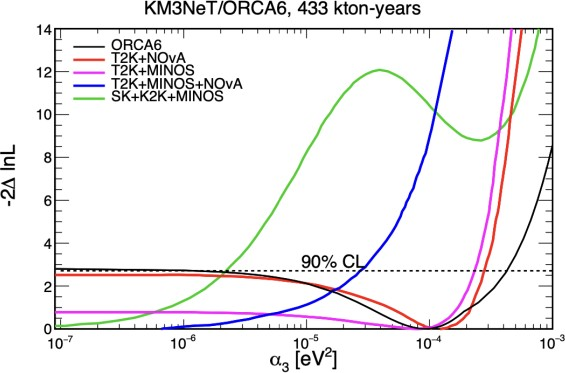 KM3NeT/ORCA6, 433 kton-years
-2Δ lnL
14
12
10
8
6
4
2
0
ORCA6
T2K+NOvA
T2K+MINOS
T2K+MINOS+NOvA
SK+K2K+MINOS
90% CL
10⁻⁷
10⁻⁶
10⁻⁵
10⁻⁴
10⁻³
α₃ [eV²]